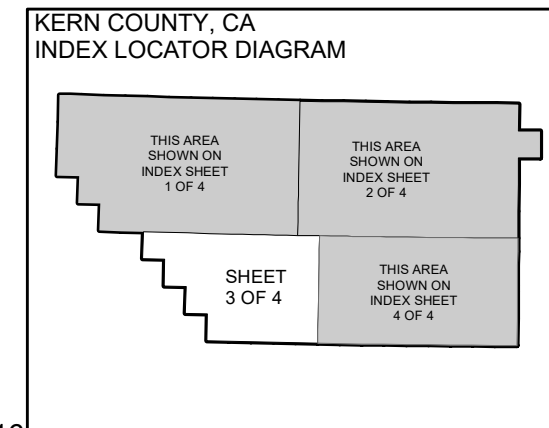 KERN COUNTY, CA
INDEX LOCATOR DIAGRAM
THIS AREA
SHOWN ON
INDEX SHEET
1 OF 4
THIS AREA
SHOWN ON
INDEX SHEET
2 OF 4
SHEET
3 OF 4
THIS AREA
SHOWN ON
INDEX SHEET
4 OF 4